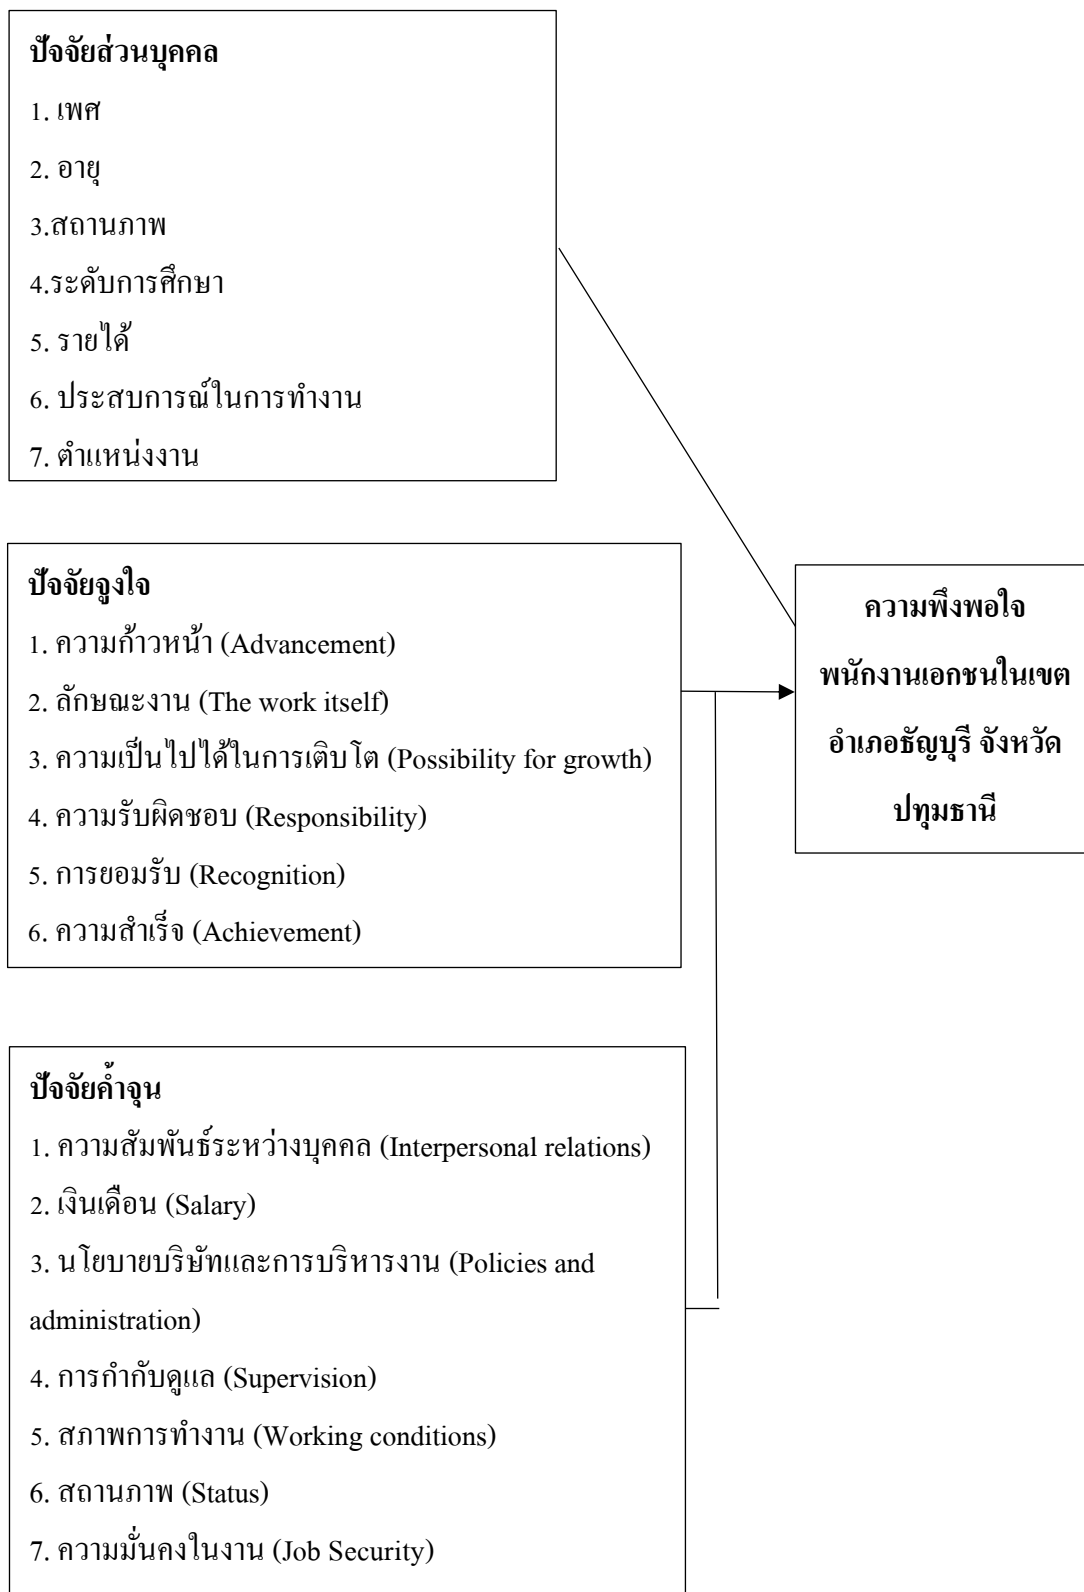 ปัจจัยส่วนบุคคล
1. เพศ
2. อายุ
3.สถานภาพ
4.ระดับการศึกษา
5. รายได้
6. ประสบการณ์ในการทำงาน
7. ตำแหน่งงาน
ปัจจัยจูงใจ
1. ความก้าวหน้า (Advancement)
2. ลักษณะงาน (The work itself)
3. ความเป็นไปได้ในการเติบโต (Possibility for growth)
4. ความรับผิดชอบ (Responsibility)
5. การยอมรับ (Recognition)
6. ความสำเร็จ (Achievement)
ความพึงพอใจ
พนักงานเอกชนในเขต
อำเภอธัญบุรี จังหวัด
ปทุมธานี
ปัจจัยค้ำจุน
1. ความสัมพันธ์ระหว่างบุคคล (Interpersonal relations)
2. เงินเดือน (Salary)
3. นโยบายบริษัทและการบริหารงาน (Policies and
administration)
4. การกำกับดูแล (Supervision)
5. สภาพการทำงาน (Working conditions)
6. สถานภาพ (Status)
7. ความมั่นคงในงาน (Job Security)